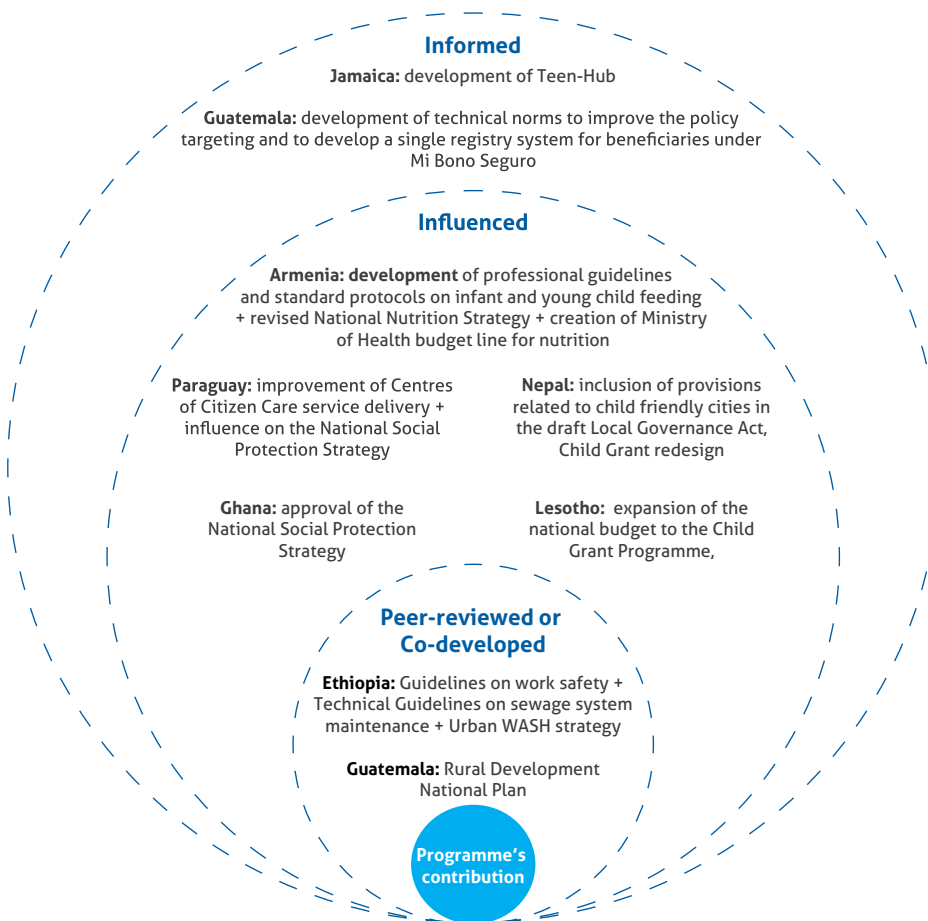 Informed
Jamaica: development of Teen-Hub
Guatemala: development of technical norms to improve the policy
targeting and to develop a single registry system for beneficiaries under
Mi Bono Seguro
Influenced
Armenia: development of professional guidelines
and standard protocols on infant and young child feeding
+ revised National Nutrition Strategy + creation of Ministry
of Health budget line for nutrition
Paraguay: improvement of Centres
of Citizen Care service delivery +
influence on the National Social
Protection Strategy
Nepal: inclusion of provisions
related to child friendly cities in
the draft Local Governance Act,
Child Grant redesign
Ghana: approval of the
National Social Protection
Strategy
Lesotho: expansion of the
national budget to the Child
Grant Programme,
Peer-reviewed or
Co-developed
Ethiopia: Guidelines on work safety +
Technical Guidelines on sewage system
maintenance + Urban WASH strategy
Guatemala: Rural Development
National Plan
Programme's
contribution